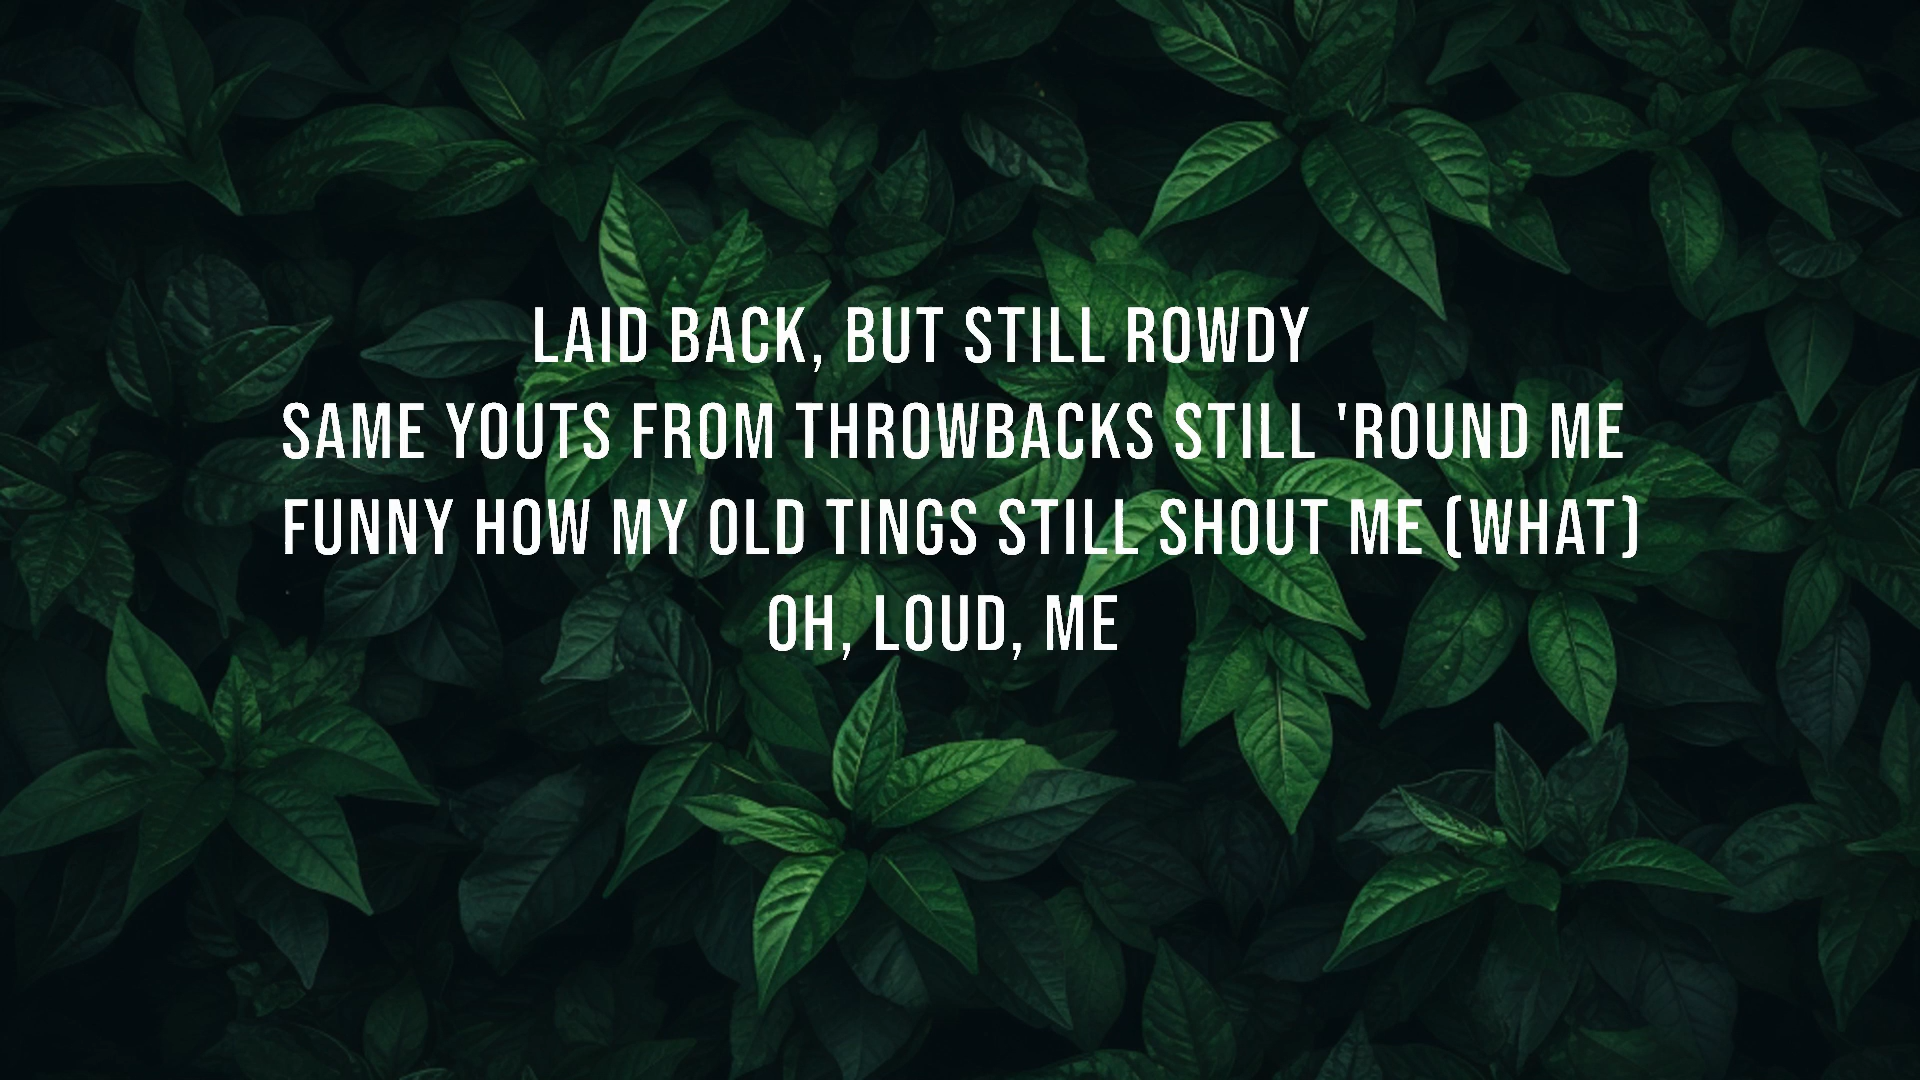 LAID BACK, BUT STILL ROWDY
SAME YOUTS FROM THROWBACKS STILL 'ROUND ME
FUNNY HOW MY OLD TINGS STILL SHOUT ME (WHAT)
OH, LOUD, ME